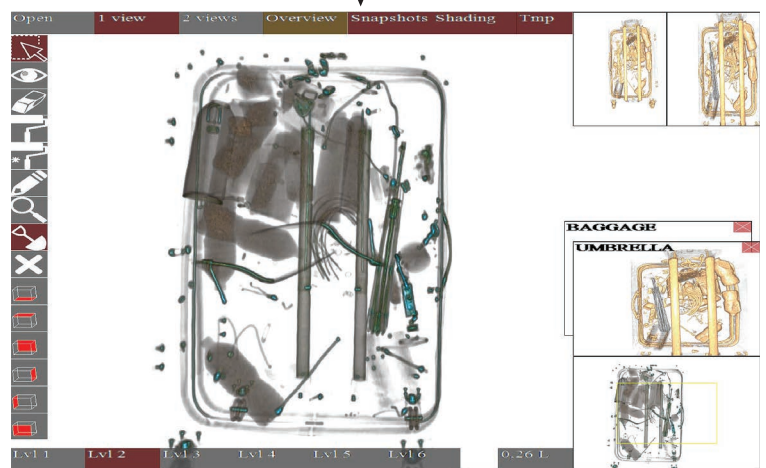 Open 1 view 2 views Overview Snapshots Shading Tmp
BAGGAGE
UMBRELLA
Lvl 1 Lvl 2 Lvl 3 Lvl 4 Lvl 5 Lvl 6 0.26 L